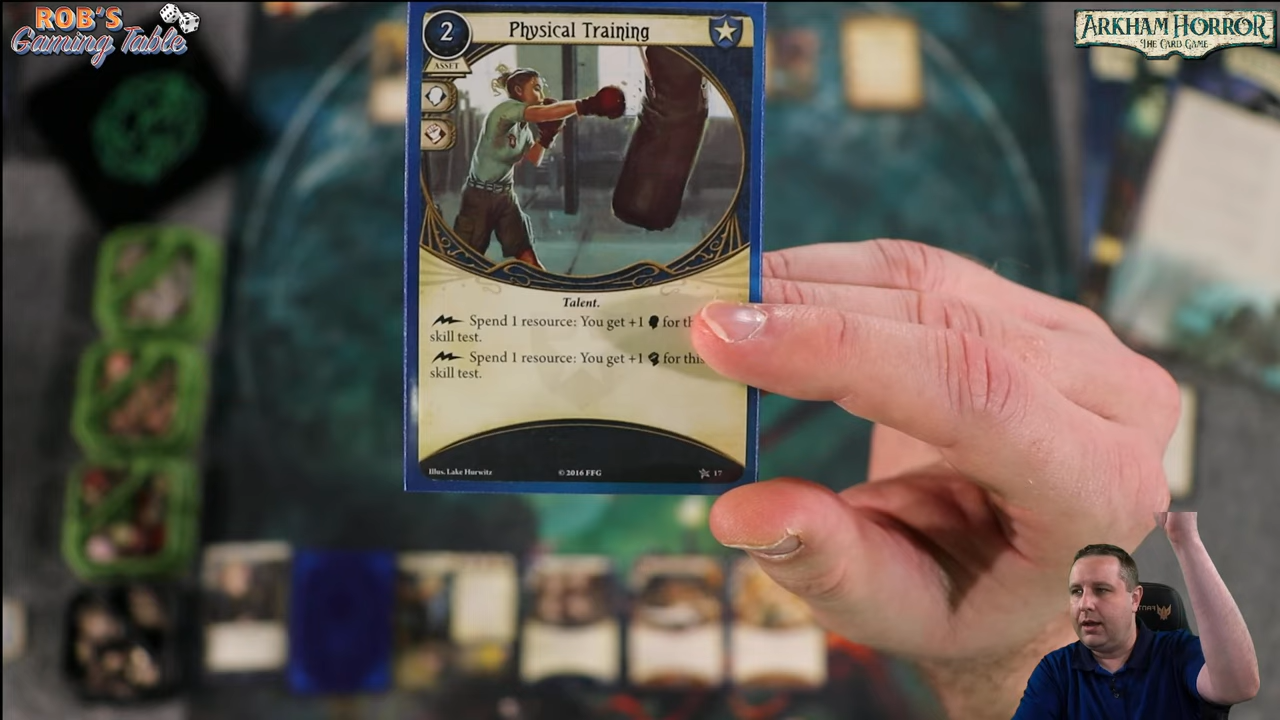 ROB'S
Gaming Table
ARKHAM HORROR
THE CARD GAME
2
Physical Training
ASSET
Talent.
Spend 1 resource: You get +1 for
skill test.
Spend 1 resource: You get +1 for this
skill test.
Illus. Lake Hurwitz
© 2016 FFG
17